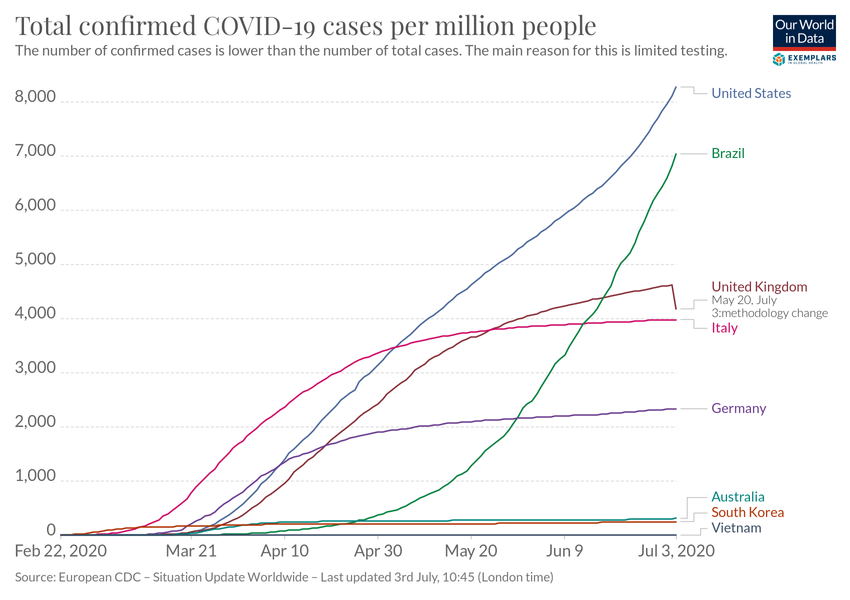 Total confirmed COVID-19 cases per million people
The number of confirmed cases is lower than the number of total cases. The main reason for this is limited testing.
Our World
in Data
EXEMPLARS
IN GLOBAL HEALTH
8,000
7,000
6,000
5,000
4,000
3,000
2,000
1,000
0
United States
Brazil
United Kingdom
May 20, July
3:methodology change
Italy
Germany
Australia
South Korea
Vietnam
Feb 22, 2020
Mar 21
Apr 10
Apr 30
May 20
Jun 9
Jul 3, 2020
Source: European CDC – Situation Update Worldwide – Last updated 3rd July, 10:45 (London time)